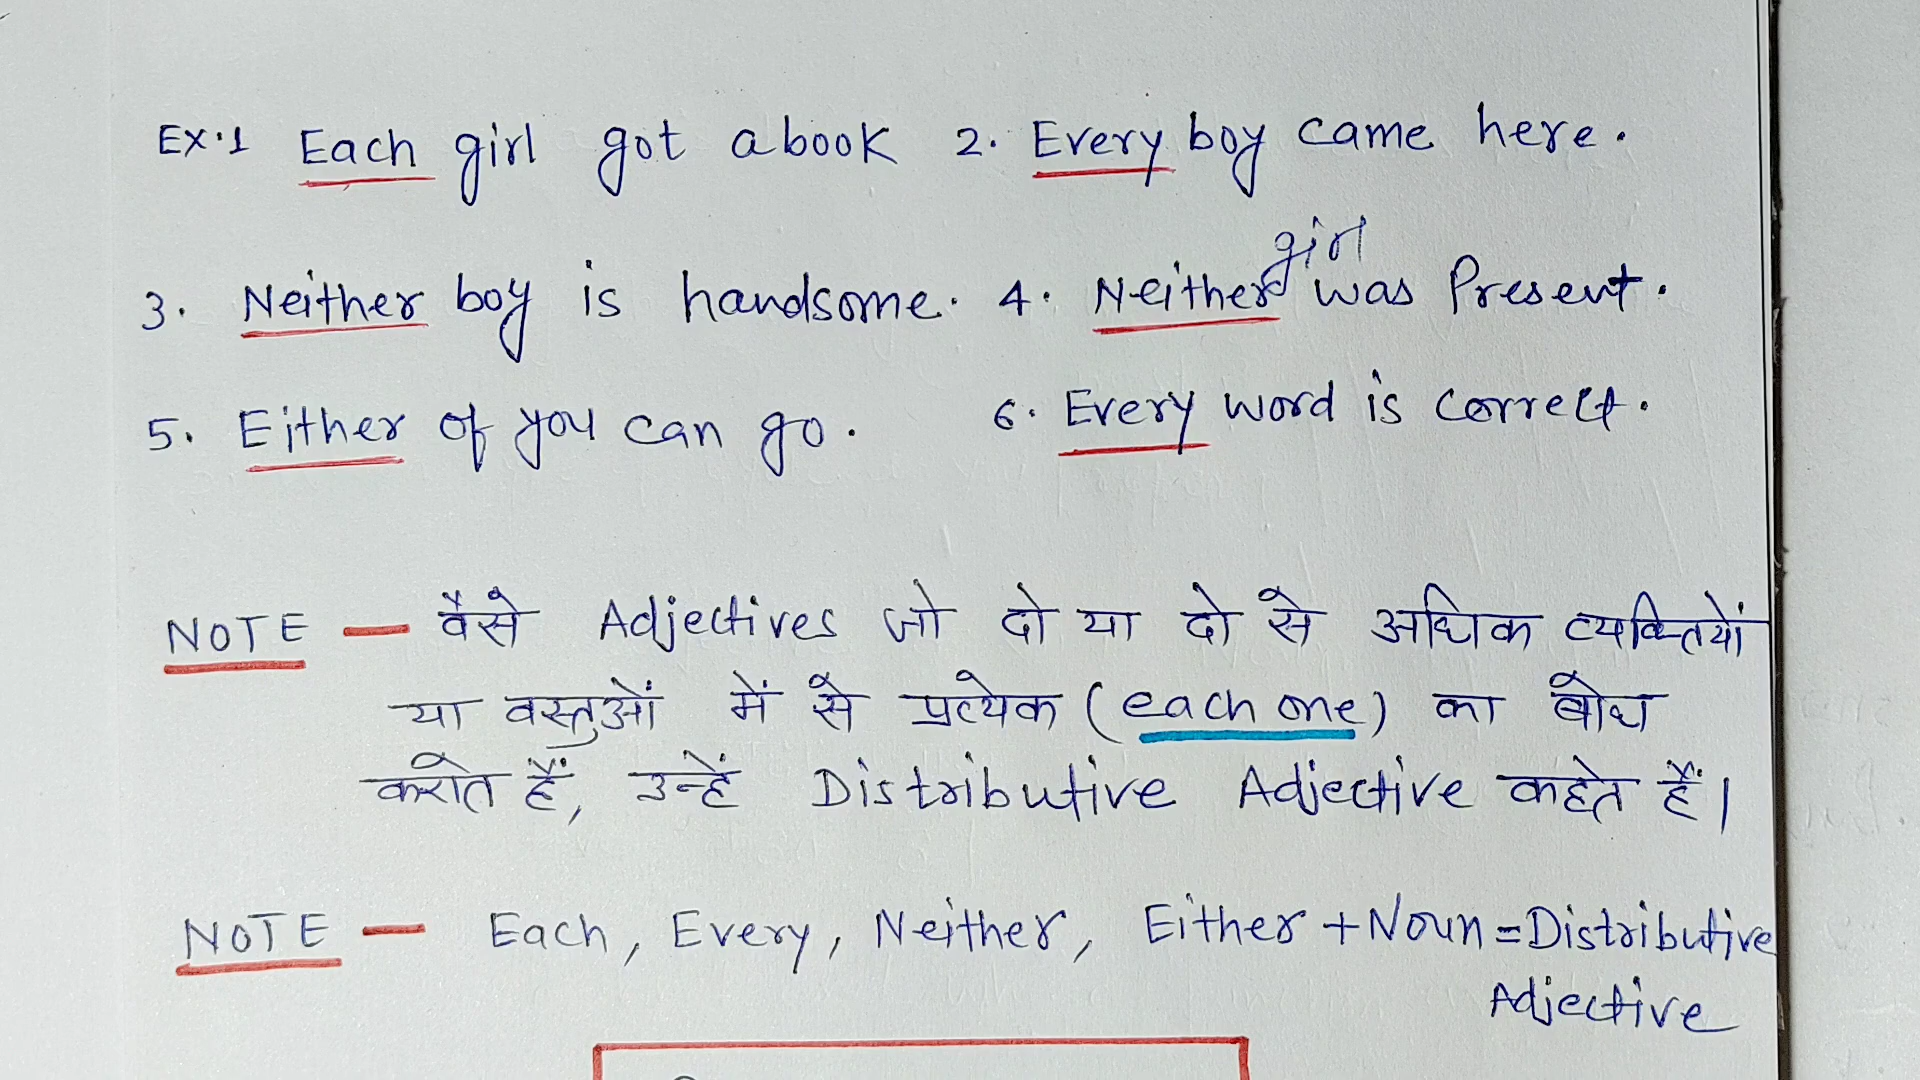 Ex.1 Each girl got a book 2. Every boy came here.
girl
3. Neither boy is handsome. 4. Neither was Present.
5. Either of you can go. 6. Every word is correct.
NOTE — वैसे Adjectives जो दो या दो से अधिक व्यक्तियों
या वस्तुओं में से प्रत्येक (each one) का बोध
कराते हैं, उन्हें Distributive Adjective कहते हैं।
NOTE — Each, Every, Neither, Either + Noun = Distributive
Adjective